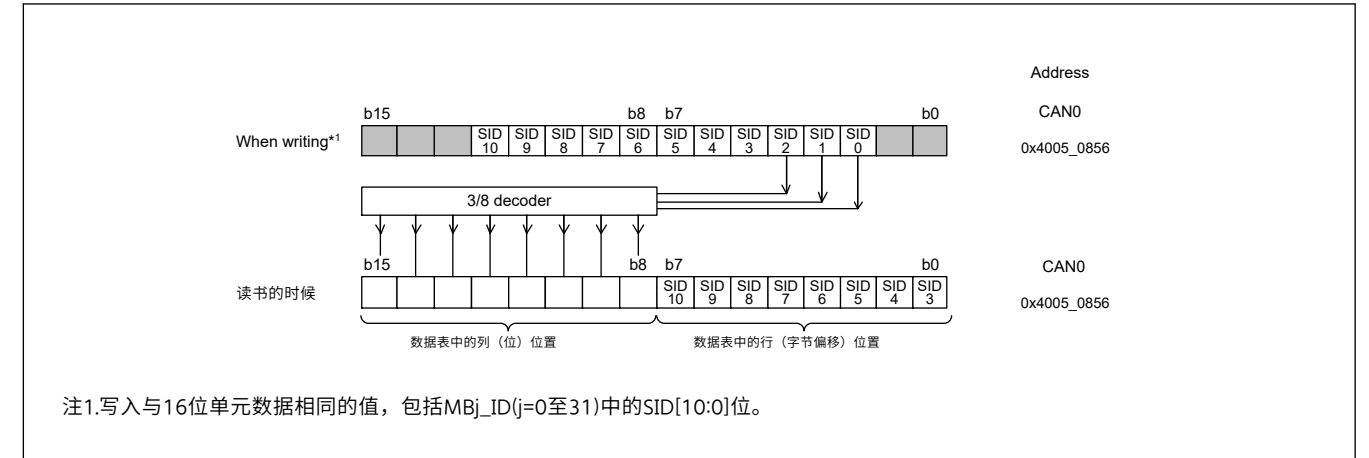 Address
b15 b8 b7 b0 CAN0
When writing*1 SID 10 SID 9 SID 8 SID 7 SID 6 SID 5 SID 4 SID 3 SID 2 SID 1 SID 0 0x4005_0856
3/8 decoder
b15 b8 b7 b0 CAN0
读书的时候 SID 10 SID 9 SID 8 SID 7 SID 6 SID 5 SID 4 SID 3 0x4005_0856
数据表中的列（位）位置 数据表中的行（字节偏移）位置
注1.写入与16位单元数据相同的值，包括MBj_ID(j=0至31)中的SID[10:0]位。